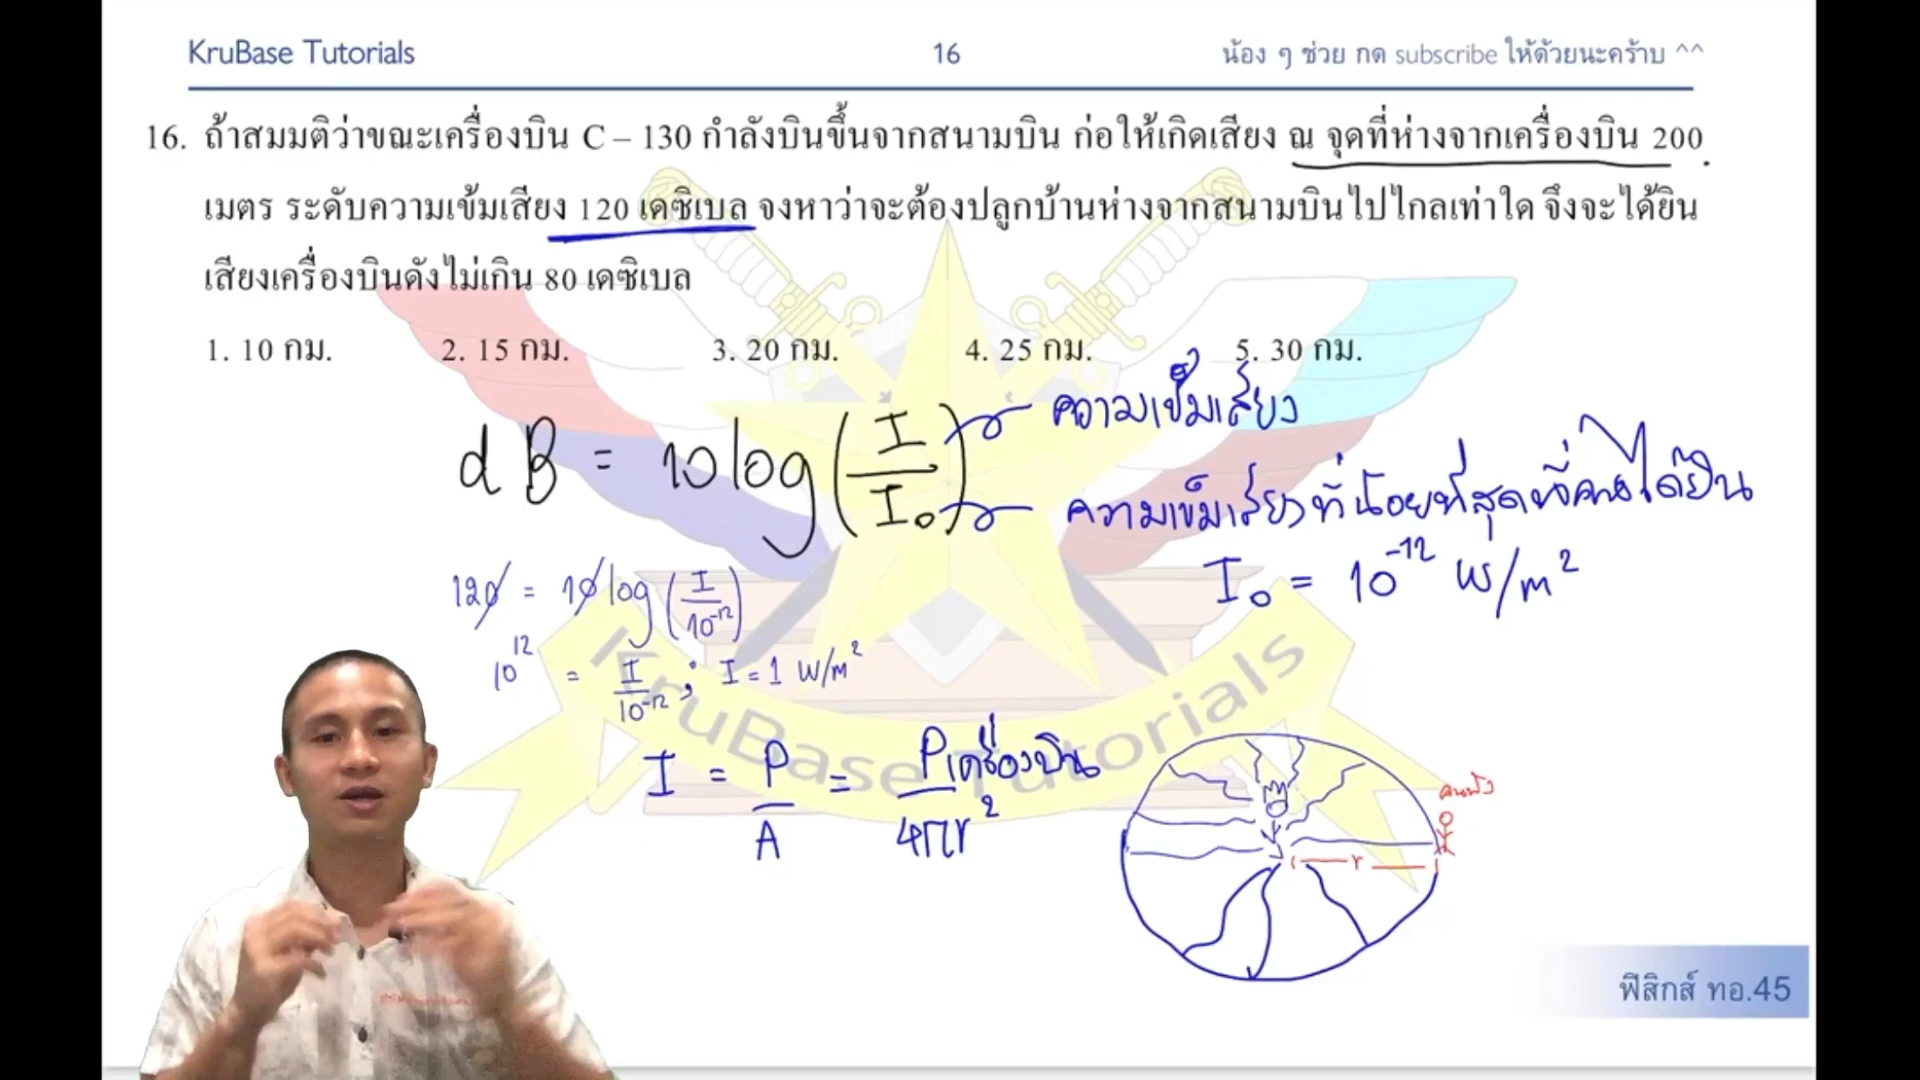 KruBase Tutorials
16
น้อง ๆ ช่วย กด subscribe ให้ด้วยนะคร้าบ ^^
16. ถ้าสมมติว่าขณะเครื่องบิน C – 130 กำลังบินขึ้นจากสนามบิน ก่อให้เกิดเสียง ณ จุดที่ห่างจากเครื่องบิน 200
เมตร ระดับความเข้มเสียง 120 เดซิเบล จงหาว่าจะต้องปลูกบ้านห่างจากสนามบินไปไกลเท่าใด จึงจะได้ยิน
เสียงเครื่องบินดังไม่เกิน 80 เดซิเบล
1. 10 กม. 2. 15 กม. 3. 20 กม. 4. 25 กม. 5. 30 กม.
dB = 10 log (I/I₀)
ความเข้มเสียง
ความเข้มเสียงที่น้อยที่สุดที่คนได้ยิน
I₀ = 10⁻¹² W/m²
120 = 10 log (I/10⁻¹²)
10¹² = I/10⁻¹² ; I = 1 W/m²
I = P/A = Pเครื่องบิน/4πr²
คนฟัง
r
KruBase Tutorials
ฟิสิกส์ ทอ.45